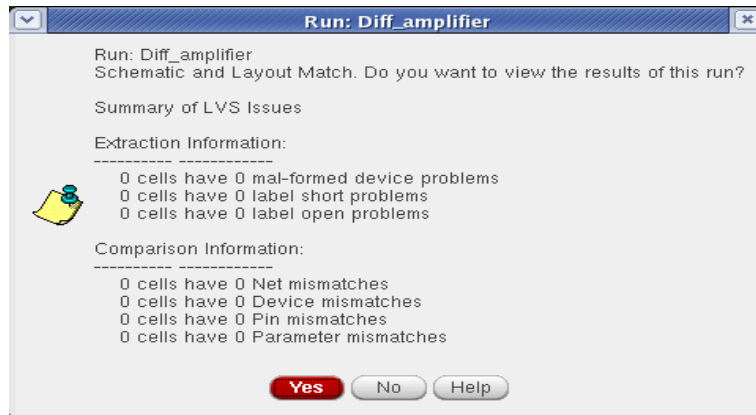 Run: Diff_amplifier
Run: Diff_amplifier
Schematic and Layout Match. Do you want to view the results of this run?
Summary of LVS Issues
Extraction Information:
---------- ------------
0 cells have 0 mal-formed device problems
0 cells have 0 label short problems
0 cells have 0 label open problems
Comparison Information:
---------- ------------
0 cells have 0 Net mismatches
0 cells have 0 Device mismatches
0 cells have 0 Pin mismatches
0 cells have 0 Parameter mismatches
Yes No Help